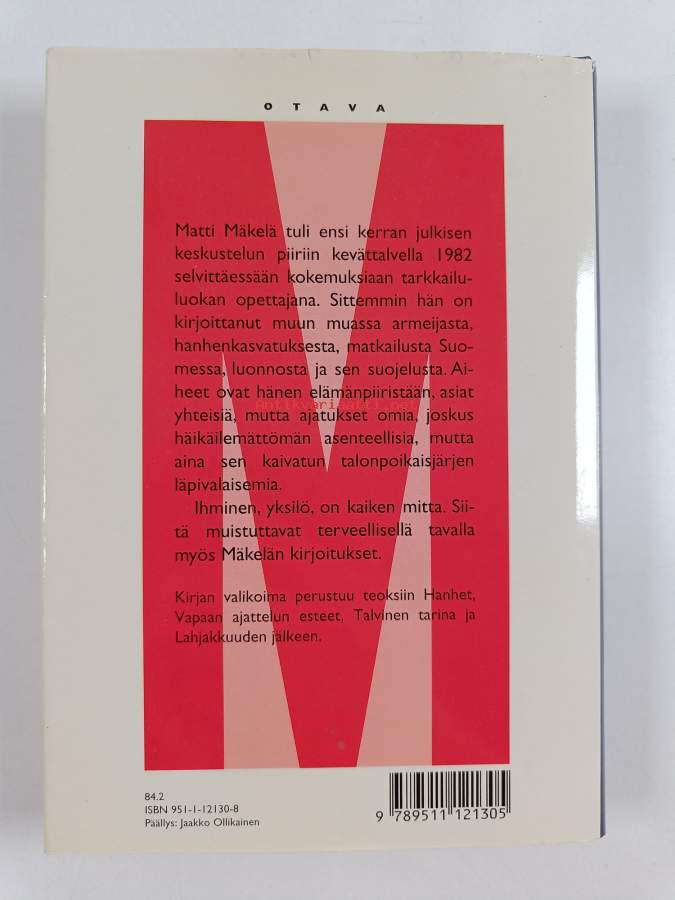 OTAVA
Matti Mäkelä tuli ensi kerran julkisen
keskustelun piiriin kevättalvella 1982
selvittäessään kokemuksiaan tarkkailu-
luokan opettajana. Sittemmin hän on
kirjoittanut muun muassa armeijasta,
hanhenkasvatuksesta, matkailusta Suo-
messa, luonnosta ja sen suojelusta. Ai-
heet ovat hänen elämänpiiristään, asiat
Antikvariaatti.net
yhteisiä, mutta ajatukset omia, joskus
häikäilemättömän asenteellisia, mutta
aina sen kaivatun talonpoikaisjärjen
läpivalaisemia.
Ihminen, yksilö, on kaiken mitta. Sii-
tä muistuttavat terveellisellä tavalla
myös Mäkelän kirjoitukset.
Kirjan valikoima perustuu teoksiin Hanhet,
Vapaan ajattelun esteet, Talvinen tarina ja
Lahjakkuuden jälkeen.
84.2
ISBN 951-1-12130-8
Päällys: Jaakko Ollikainen
9 789511 121305